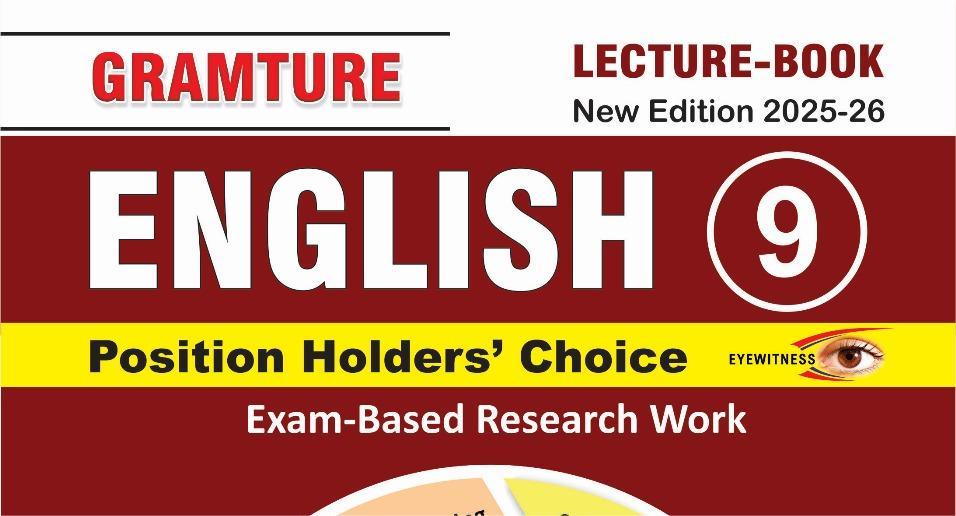 GRAMTURE
LECTURE-BOOK
New Edition 2025-26
ENGLISH 9
Position Holders' Choice
EYEWITNESS
Exam-Based Research Work